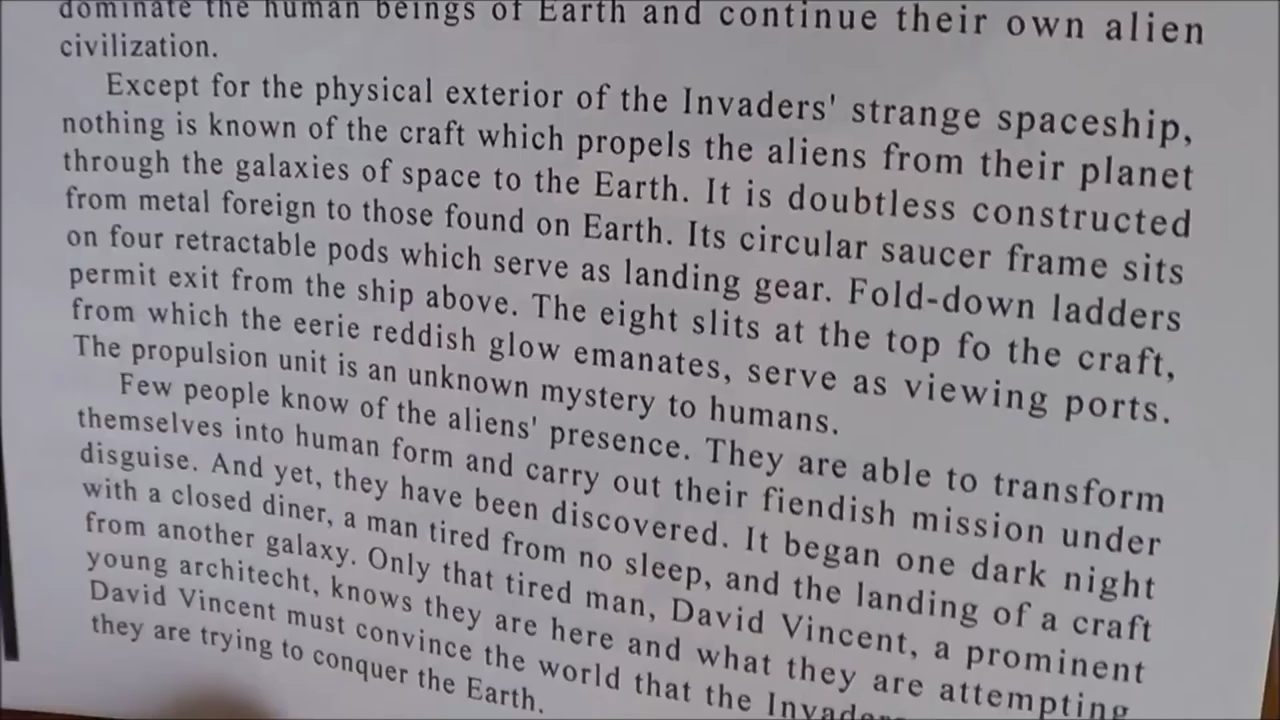 dominate the human beings of Earth and continue their own alien
civilization.
Except for the physical exterior of the Invaders' strange spaceship,
nothing is known of the craft which propels the aliens from their planet
through the galaxies of space to the Earth. It is doubtless constructed
from metal foreign to those found on Earth. Its circular saucer frame sits
on four retractable pods which serve as landing gear. Fold-down ladders
permit exit from the ship above. The eight slits at the top fo the craft,
from which the eerie reddish glow emanates, serve as viewing ports.
The propulsion unit is an unknown mystery to humans.
Few people know of the aliens' presence. They are able to transform
themselves into human form and carry out their fiendish mission under
disguise. And yet, they have been discovered. It began one dark night
with a closed diner, a man tired from no sleep, and the landing of a craft
from another galaxy. Only that tired man, David Vincent, a prominent
young architecht, knows they are here and what they are attempting
David Vincent must convince the world that the
they are trying to conquer the Earth.